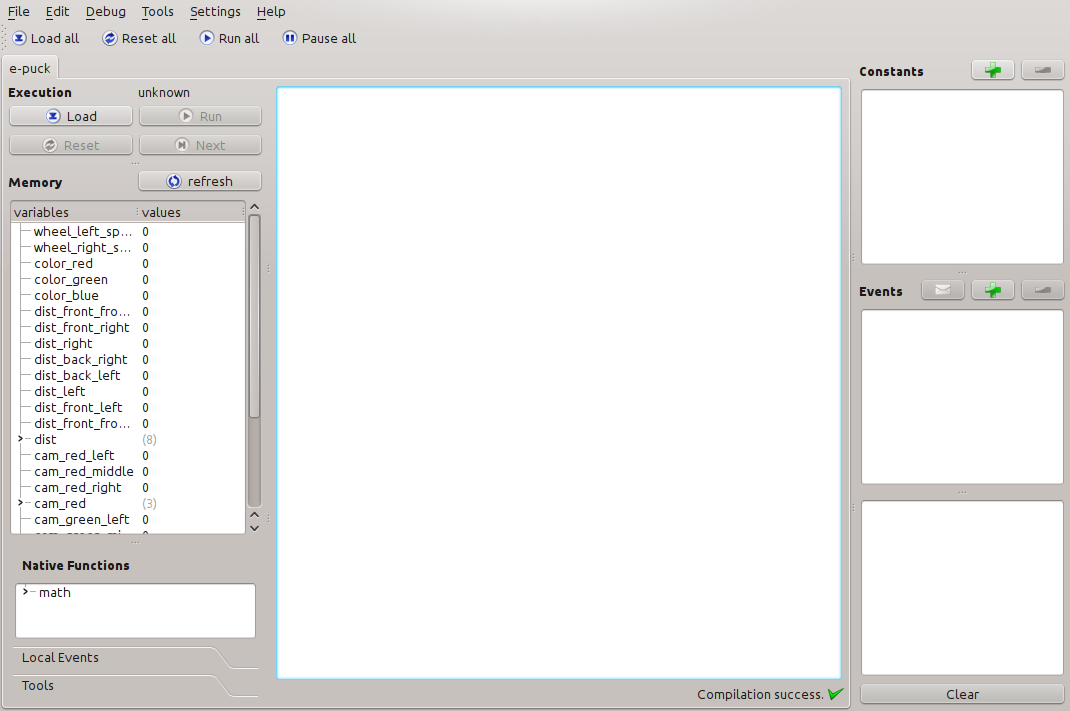 File Edit Debug Tools Settings Help
Load all Reset all Run all Pause all
e-puck
Execution unknown
Load Run
Reset Next
Memory refresh
variables values
wheel_left_sp... 0
wheel_right_s... 0
color_red 0
color_green 0
color_blue 0
dist_front_fro... 0
dist_front_right 0
dist_right 0
dist_back_right 0
dist_back_left 0
dist_left 0
dist_front_left 0
dist_front_fro... 0
dist (8)
cam_red_left 0
cam_red_middle 0
cam_red_right 0
cam_red (3)
cam_green_left 0
Native Functions
math
Local Events
Tools
Compilation success.
Constants
Events
Clear